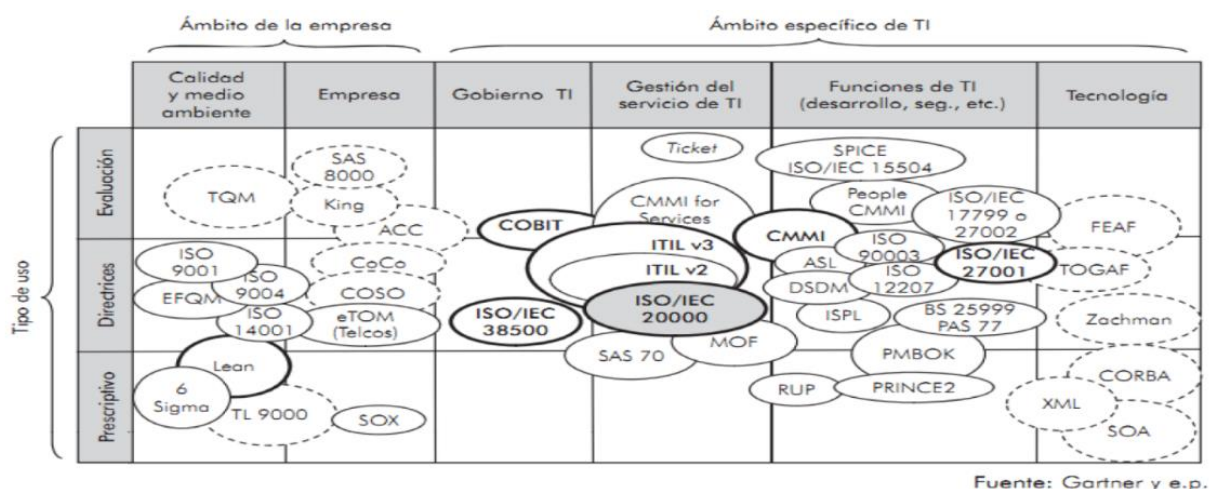 Ámbito de la empresa
Ámbito específico de TI
Calidad
y medio
ambiente
Empresa
Gobierno TI
Gestión del
servicio de TI
Funciones de TI
(desarrollo, seg., etc.)
Tecnología
Tipo de uso
Evaluación
TQM
SAS
8000
King
ACC
COBIT
Ticket
CMMI for
Services
SPICE
ISO/IEC 15504
People
CMMI
ISO/IEC
17799 o
27002
CMMI
FEAF
Directrices
ISO
9001
ISO
9004
EFQM
ISO
14001
CoCo
COSO
eTOM
(Telcos)
ISO/IEC
38500
ITIL v3
ITIL v2
ISO/IEC
20000
MOF
SAS 70
ASL
ISO
90003
DSDM
ISO
12207
ISO/IEC
27001
ISPL
BS 25999
PAS 77
TOGAF
Zachman
Prescriptivo
Lean
6
Sigma
TL 9000
SOX
PMBOK
RUP
PRINCE2
CORBA
XML
SOA
Fuente: Gartner y e.p.